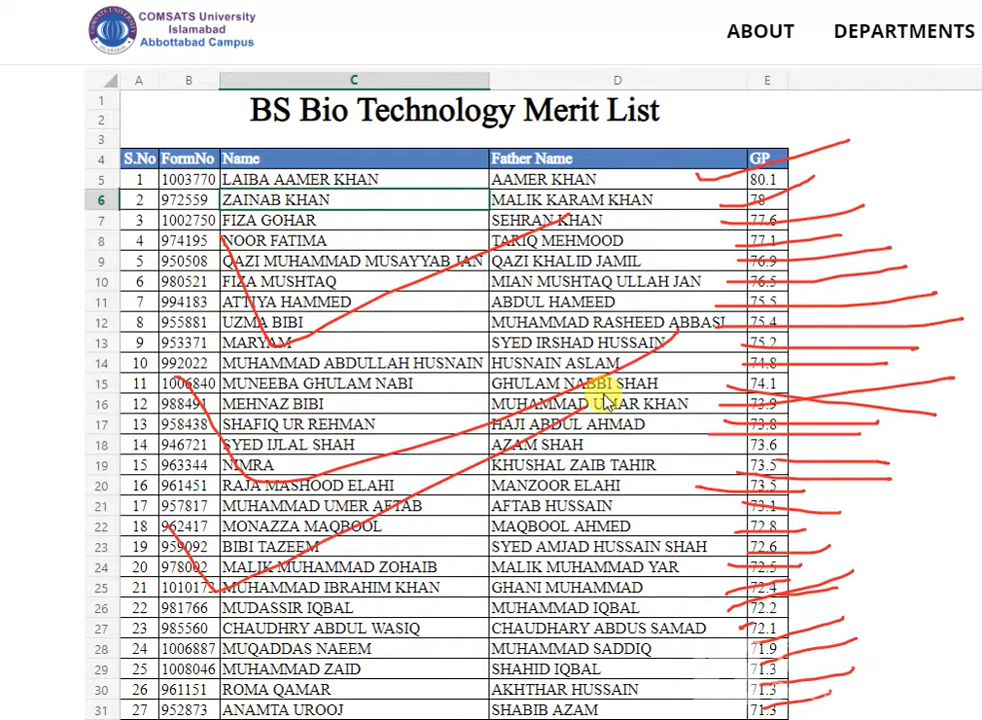 COMSATS University
Islamabad
Abbottabad Campus
ABOUT DEPARTMENTS
A B C D E
1 BS Bio Technology Merit List
2
3
4 S.No FormNo Name Father Name GP
5 1 1003770 LAIBA AAMER KHAN AAMER KHAN 80.1
6 2 972559 ZAINAB KHAN MALIK KARAM KHAN 78
7 3 1002750 FIZA GOHAR SEHRAN KHAN 77.6
8 4 974195 NOOR FATIMA TARIQ MEHMOOD 77.1
9 5 950508 QAZI MUHAMMAD MUSAYYAB JAN QAZI KHALID JAMIL 76.9
10 6 980521 FIZA MUSHTAQ MIAN MUSHTAQ ULLAH JAN 76.5
11 7 994183 ATTIYA HAMMED ABDUL HAMEED 75.5
12 8 955881 UZMA BIBI MUHAMMAD RASHEED ABBASI 75.4
13 9 953371 MARYAM SYED IRSHAD HUSSAIN 75.2
14 10 992022 MUHAMMAD ABDULLAH HUSNAIN HUSNAIN ASLAM 74.8
15 11 1006840 MUNEEBA GHULAM NABI GHULAM NABBI SHAH 74.1
16 12 988491 MEHNAZ BIBI MUHAMMAD UMAR KHAN 73.9
17 13 958438 SHAFIQ UR REHMAN HAJI ABDUL AHMAD 73.8
18 14 946721 SYED IJLAL SHAH AZAM SHAH 73.6
19 15 963344 NIMRA KHUSHAL ZAIB TAHIR 73.5
20 16 961451 RAJA MASHOOD ELAHI MANZOOR ELAHI 73.5
21 17 957817 MUHAMMAD UMER AFTAB AFTAB HUSSAIN 73.1
22 18 962417 MONAZZA MAQBOOL MAQBOOL AHMED 72.8
23 19 959092 BIBI TAZEEM SYED AMJAD HUSSAIN SHAH 72.6
24 20 978002 MALIK MUHAMMAD ZOHAIB MALIK MUHAMMAD YAR 72.5
25 21 1010173 MUHAMMAD IBRAHIM KHAN GHANI MUHAMMAD 72.4
26 22 981766 MUDASSIR IQBAL MUHAMMAD IQBAL 72.2
27 23 985560 CHAUDHRY ABDUL WASIQ CHAUDHARY ABDUS SAMAD 72.1
28 24 1006887 MUQADDAS NAEEM MUHAMMAD SADDIQ 71.9
29 25 1008046 MUHAMMAD ZAID SHAHID IQBAL 71.3
30 26 961151 ROMA QAMAR AKHTHAR HUSSAIN 71.3
31 27 952873 ANAMTA UROOJ SHABIB AZAM 71.3